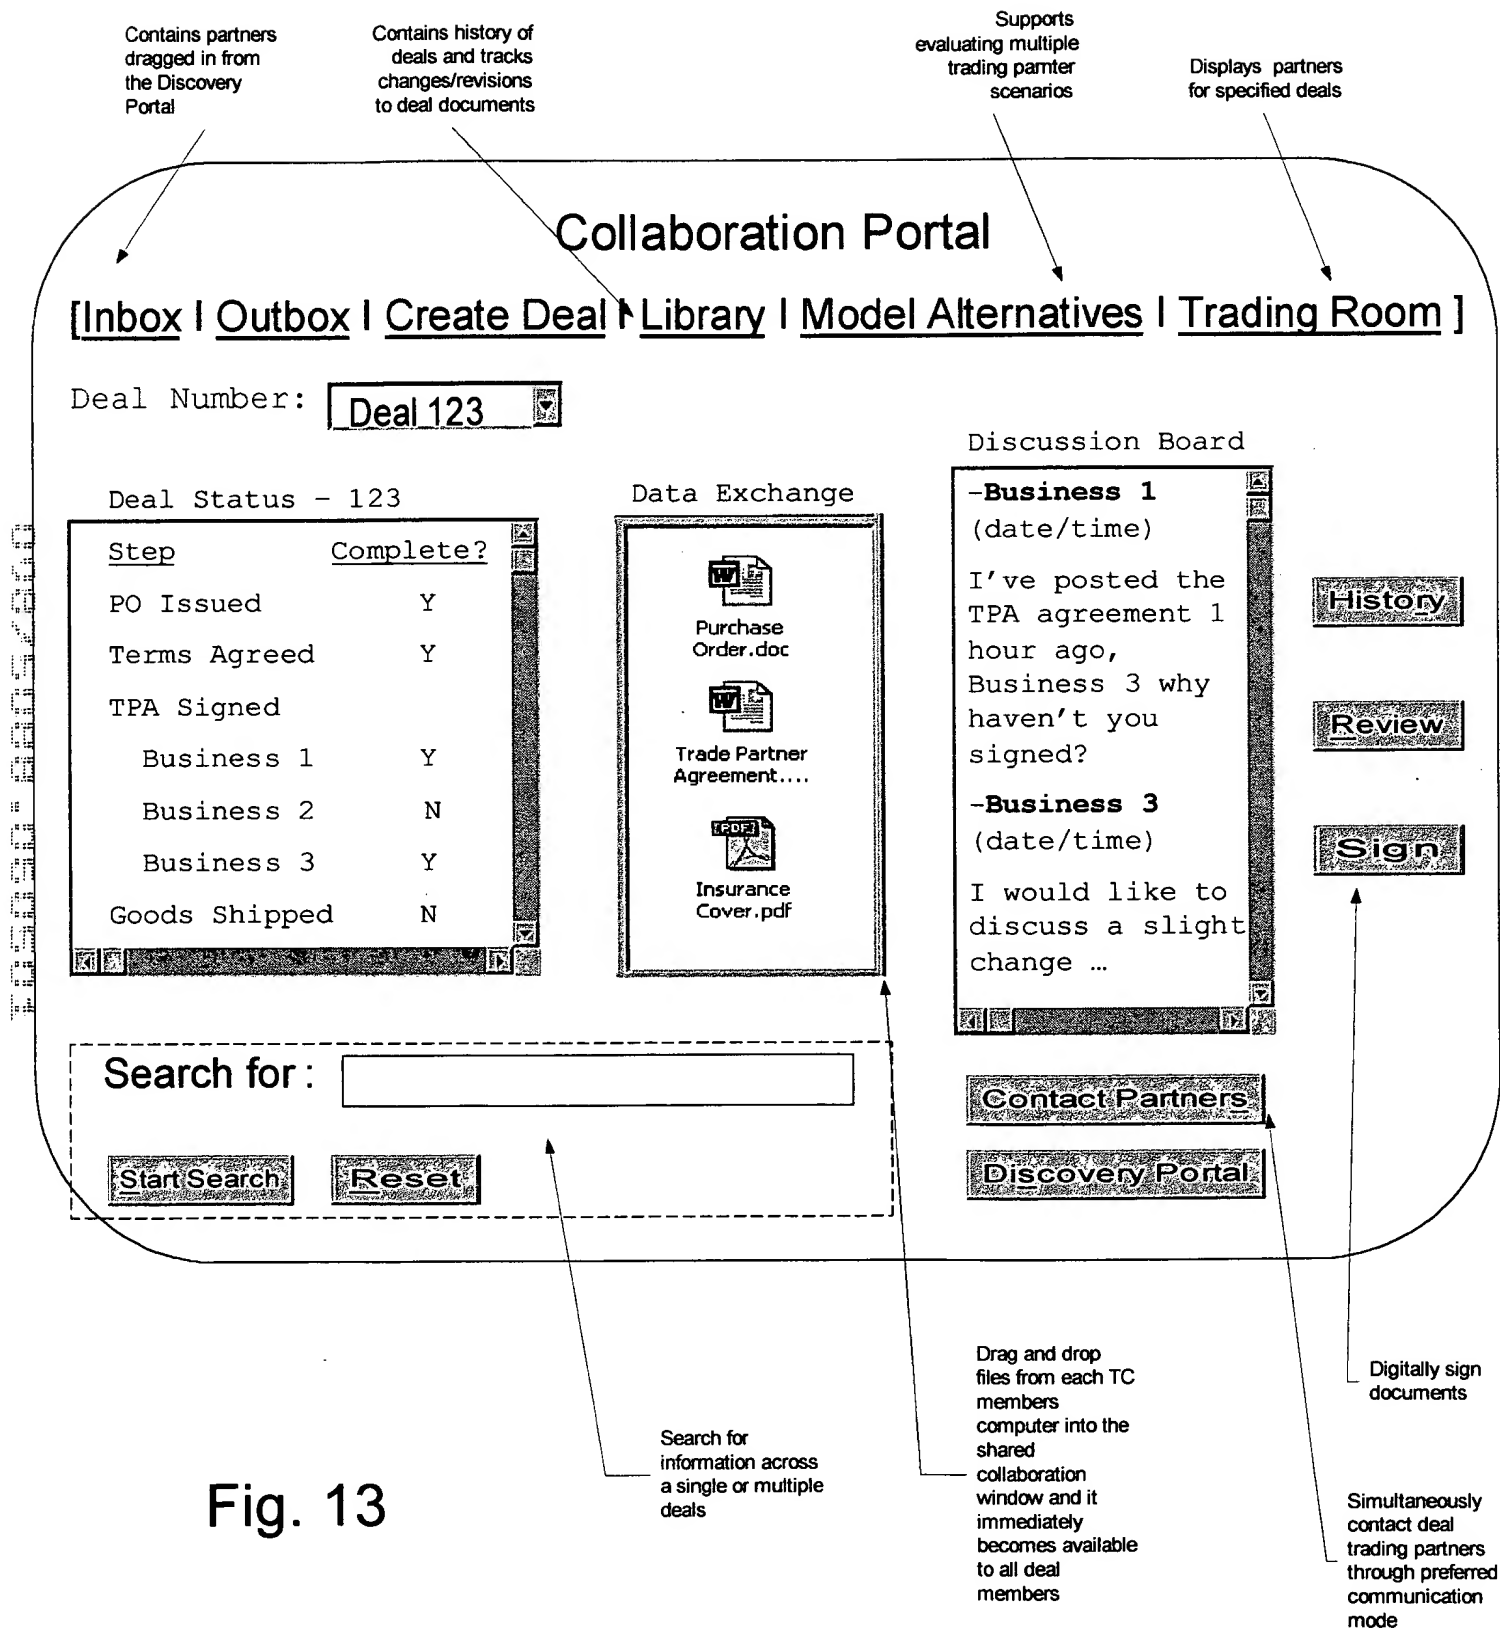 Contains partners
dragged in from
the Discovery
Portal
Contains history of
deals and tracks
changes/revisions
to deal documents
Supports
evaluating multiple
trading parnter
scenarios
Displays partners
for specified deals
Collaboration Portal
[Inbox | Outbox | Create Deal | Library | Model Alternatives | Trading Room ]
Deal Number: Deal 123
Deal Status – 123
Step Complete?
PO Issued Y
Terms Agreed Y
TPA Signed
Business 1 Y
Business 2 N
Business 3 Y
Goods Shipped N
Data Exchange
Purchase
Order.doc
Trade Partner
Agreement....
Insurance
Cover.pdf
Discussion Board
–Business 1
(date/time)
I've posted the
TPA agreement 1
hour ago,
Business 3 why
haven't you
signed?
–Business 3
(date/time)
I would like to
discuss a slight
change …
History
Review
Sign
Search for :
Start Search Reset
Contact Partners
Discovery Portal
Search for
information across
a single or multiple
deals
Drag and drop
files from each TC
members
computer into the
shared
collaboration
window and it
immediately
becomes available
to all deal
members
Digitally sign
documents
Simultaneously
contact deal
trading partners
through preferred
communication
mode
Fig. 13